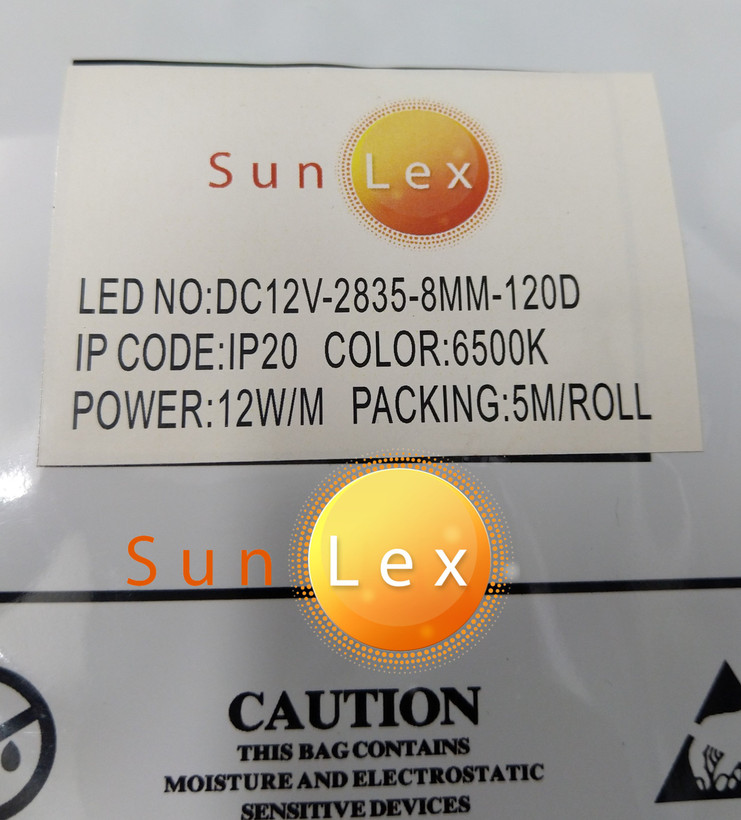 Sun Lex
LED NO:DC12V-2835-8MM-120D
IP CODE:IP20 COLOR:6500K
POWER:12W/M PACKING:5M/ROLL
Sun Lex
CAUTION
THIS BAG CONTAINS
MOISTURE AND ELECTROSTATIC
SENSITIVE DEVICES